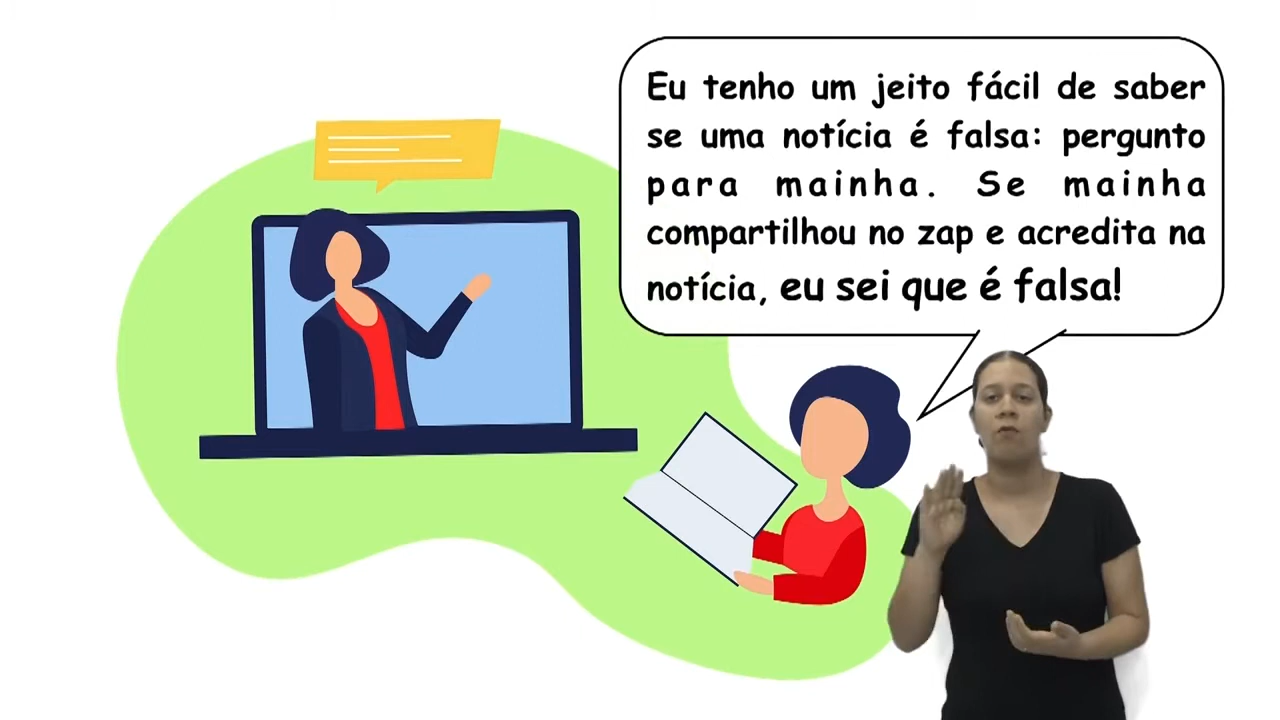 Eu tenho um jeito fácil de saber
se uma notícia é falsa: pergunto
para mainha. Se mainha
compartilhou no zap e acredita na
notícia, eu sei que é falsa!